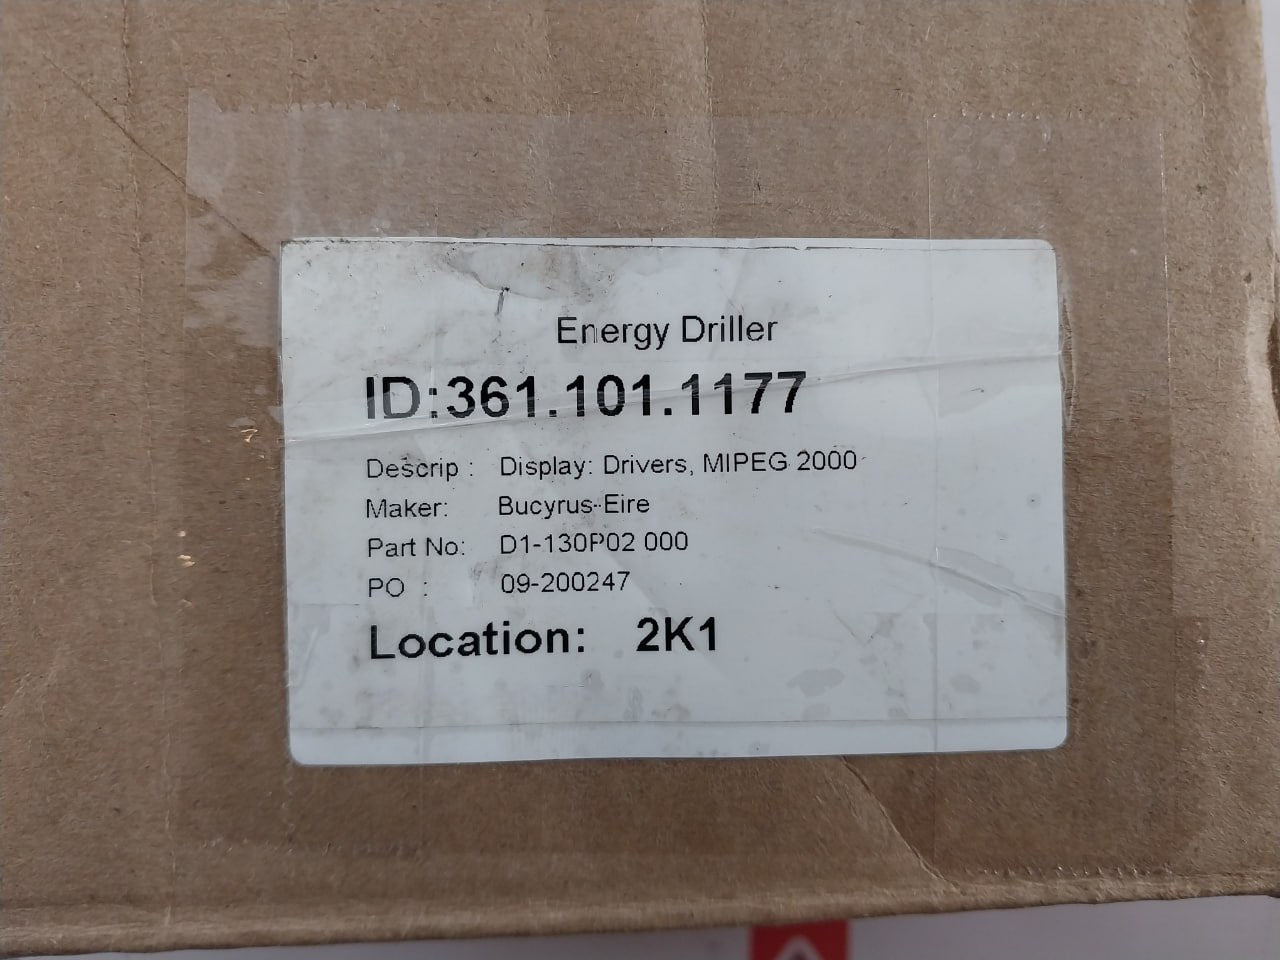 Energy Driller
ID:361.101.1177
Descrip : Display: Drivers, MIPEG 2000
Maker: Bucyrus-Eire
Part No: D1-130P02 000
PO : 09-200247
Location: 2K1